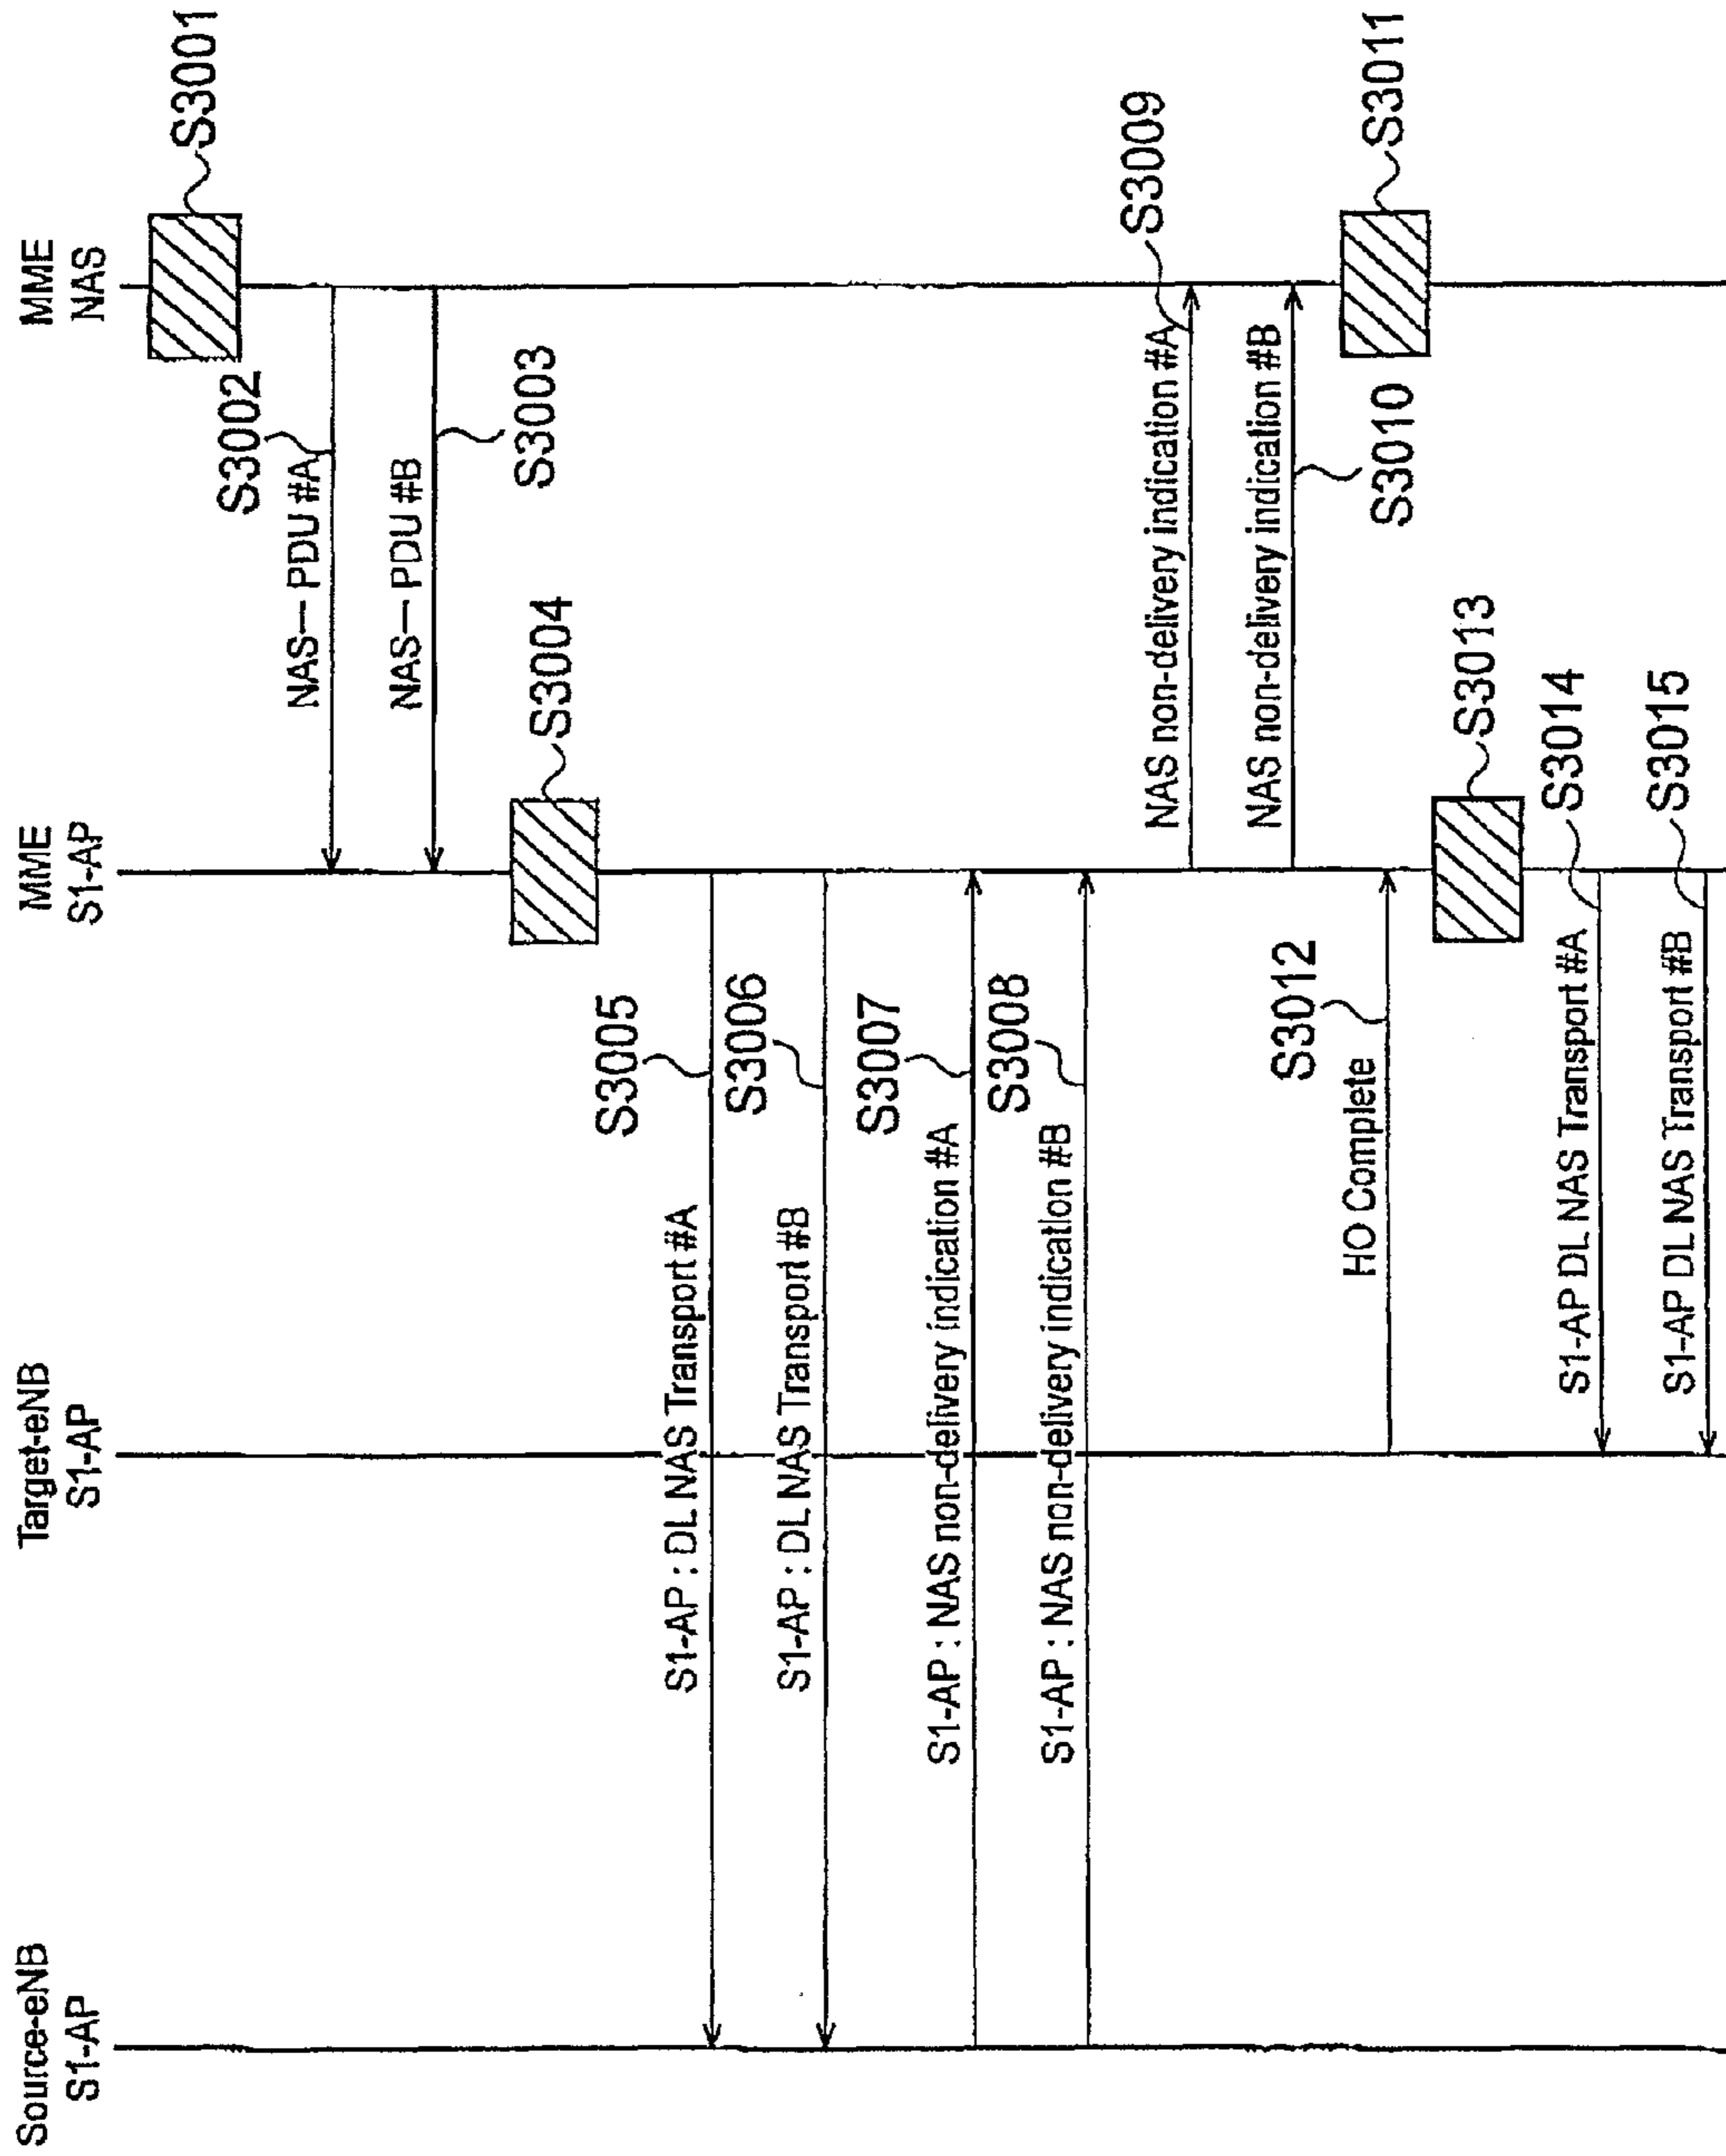 Source-eNB
S1-AP
Target-eNB
S1-AP
MME
S1-AP
MME
NAS
S3001
S3002
NAS—PDU #A
NAS—PDU #B
S3003
S3004
S3005
S1-AP : DL NAS Transport #A
S3006
S1-AP : DL NAS Transport #B
S3007
S1-AP : NAS non-delivery indication #A
S3008
S1-AP : NAS non-delivery indication #B
NAS non-delivery indication #A
S3009
NAS non-delivery indication #B
S3010
S3011
S3012
HO Complete
S3013
S1-AP DL NAS Transport #A
S3014
S1-AP DL NAS Transport #B
S3015